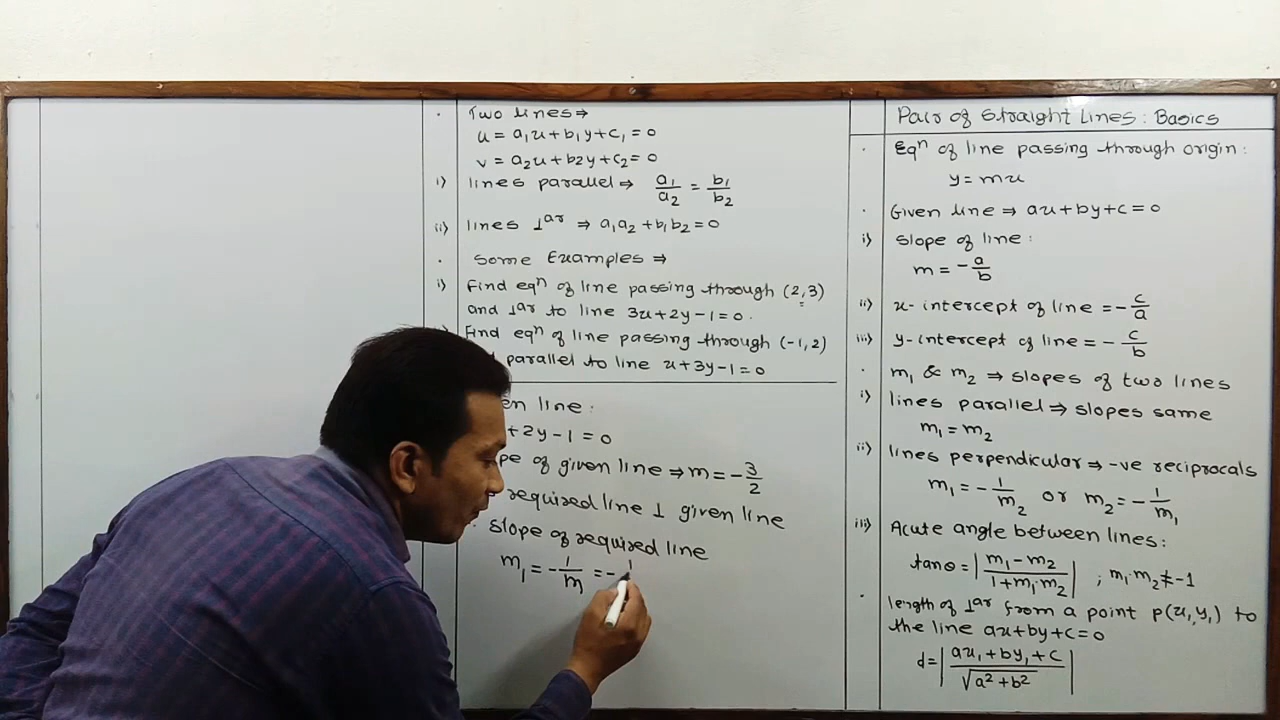 Pair of Straight Lines: Basics
· Eqⁿ of line passing through origin:
y = mx
· Given line ⇒ ax+by+c=0
i) slope of line:
m = -a/b
ii) x-intercept of line = -c/a
iii) y-intercept of line = -c/b
· m₁ & m₂ ⇒ slopes of two lines
i) lines parallel ⇒ slopes same
m₁ = m₂
ii) lines perpendicular ⇒ -ve reciprocals
m₁ = -1/m₂ or m₂ = -1/m₁
iii) Acute angle between lines:
tanθ = |(m₁-m₂)/(1+m₁·m₂)| ; m₁·m₂ ≠ -1
· length of ⊥ar from a point P(x₁,y₁) to
the line ax+by+c=0
d = |(ax₁+by₁+c)/√(a²+b²)|
· Two lines ⇒
u = a₁x+b₁y+c₁=0
v = a₂x+b₂y+c₂=0
i) lines parallel ⇒ a₁/a₂ = b₁/b₂
ii) lines ⊥ar ⇒ a₁a₂+b₁b₂=0
· Some Examples ⇒
i) Find eqⁿ of line passing through (2,3)
and ⊥ar to line 3x+2y-1=0.
Find eqⁿ of line passing through (-1,2)
parallel to line x+3y-1=0
line:
+2y-1=0
of given line ⇒ m = -3/2
required line ⊥ given line
∴ slope of required line
m₁ = -1/m = -1